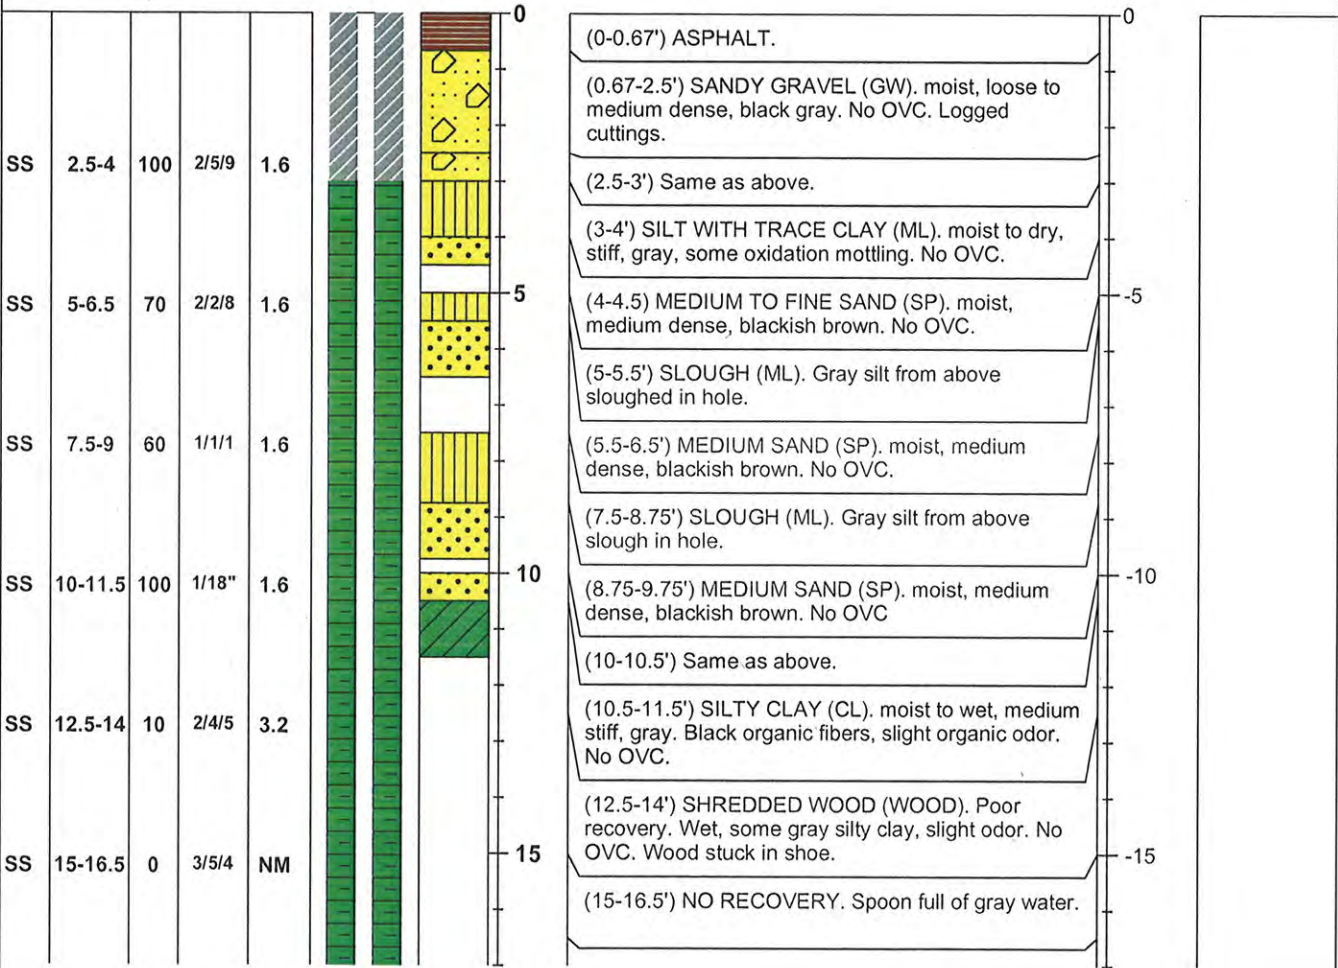 0
0
(0-0.67') ASPHALT.
(0.67-2.5') SANDY GRAVEL (GW). moist, loose to
medium dense, black gray. No OVC. Logged
cuttings.
SS 2.5-4 100 2/5/9 1.6
(2.5-3') Same as above.
(3-4') SILT WITH TRACE CLAY (ML). moist to dry,
stiff, gray, some oxidation mottling. No OVC.
SS 5-6.5 70 2/2/8 1.6
5
-5
(4-4.5) MEDIUM TO FINE SAND (SP). moist,
medium dense, blackish brown. No OVC.
(5-5.5') SLOUGH (ML). Gray silt from above
sloughed in hole.
SS 7.5-9 60 1/1/1 1.6
(5.5-6.5') MEDIUM SAND (SP). moist, medium
dense, blackish brown. No OVC.
(7.5-8.75') SLOUGH (ML). Gray silt from above
slough in hole.
SS 10-11.5 100 1/18" 1.6
10
-10
(8.75-9.75') MEDIUM SAND (SP). moist, medium
dense, blackish brown. No OVC
(10-10.5') Same as above.
SS 12.5-14 10 2/4/5 3.2
(10.5-11.5') SILTY CLAY (CL). moist to wet, medium
stiff, gray. Black organic fibers, slight organic odor.
No OVC.
(12.5-14') SHREDDED WOOD (WOOD). Poor
recovery. Wet, some gray silty clay, slight odor. No
OVC. Wood stuck in shoe.
SS 15-16.5 0 3/5/4 NM
15
-15
(15-16.5') NO RECOVERY. Spoon full of gray water.